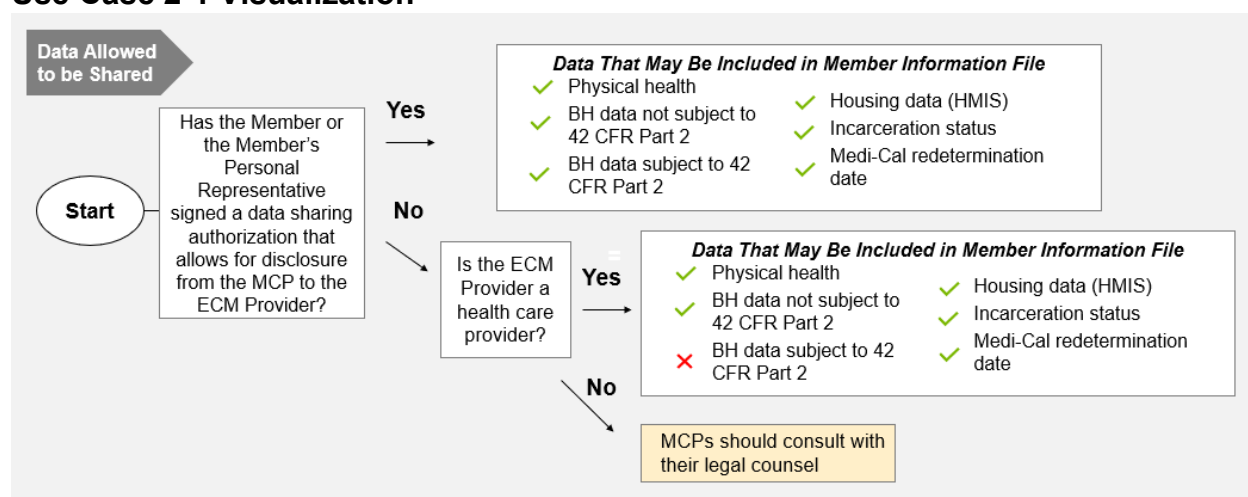 Data Allowed
to be Shared
Start
Has the Member or
the Member's
Personal
Representative
signed a data sharing
authorization that
allows for disclosure
from the MCP to the
ECM Provider?
Yes
Data That May Be Included in Member Information File
Physical health
BH data not subject to
42 CFR Part 2
BH data subject to 42
CFR Part 2
Housing data (HMIS)
Incarceration status
Medi-Cal redetermination
date
No
Is the ECM
Provider a
health care
provider?
=
Yes
Data That May Be Included in Member Information File
Physical health
BH data not subject to
42 CFR Part 2
BH data subject to 42
CFR Part 2
Housing data (HMIS)
Incarceration status
Medi-Cal redetermination
date
No
MCPs should consult with
their legal counsel